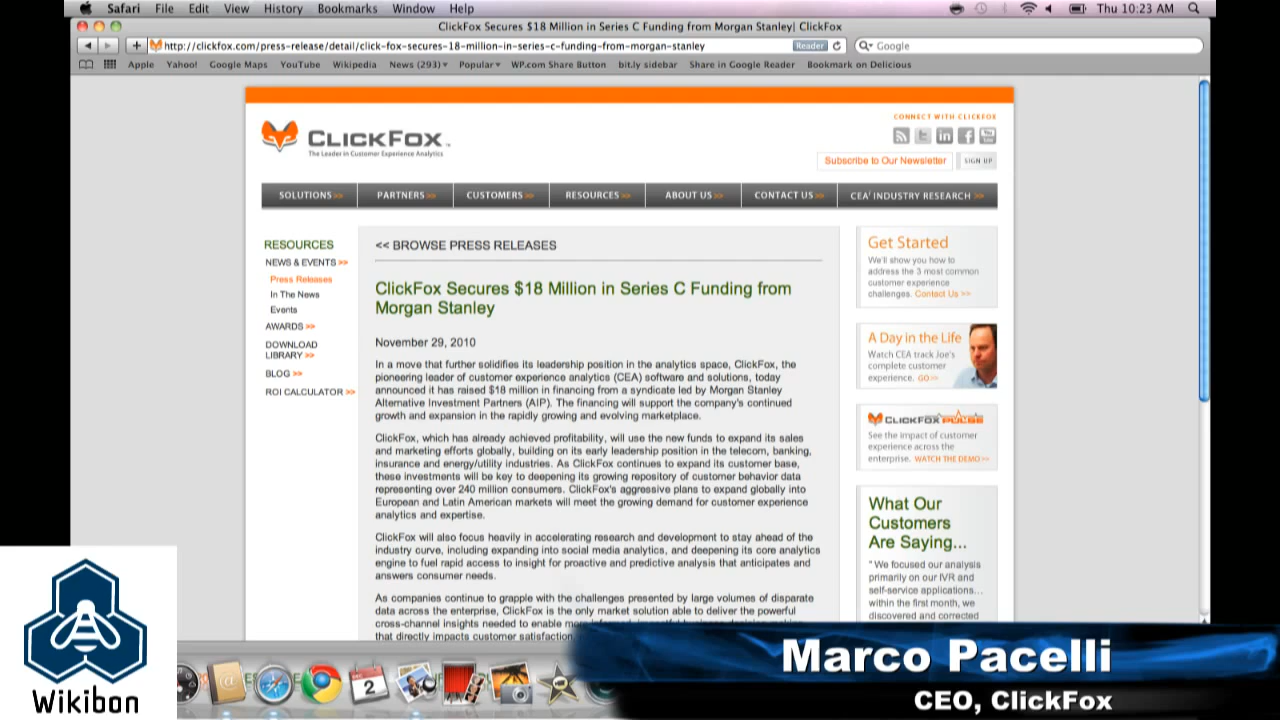 Safari File Edit View History Bookmarks Window Help Thu 10:23 AM
ClickFox Secures $18 Million in Series C Funding from Morgan Stanley| ClickFox
http://clickfox.com/press-release/detail/click-fox-secures-18-million-in-series-c-funding-from-morgan-stanley Reader Google
Apple Yahoo! Google Maps YouTube Wikipedia News (293) Popular WP.com Share Button bit.ly sidebar Share in Google Reader Bookmark on Delicious
CONNECT WITH CLICKFOX
CLICKFOX™
The Leader in Customer Experience Analytics
Subscribe to Our Newsletter SIGN UP
SOLUTIONS >> PARTNERS >> CUSTOMERS >> RESOURCES >> ABOUT US >> CONTACT US >> CEA² INDUSTRY RESEARCH >>
RESOURCES
NEWS & EVENTS >>
Press Releases
In The News
Events
AWARDS >>
DOWNLOAD
LIBRARY >>
BLOG >>
ROI CALCULATOR >>
<< BROWSE PRESS RELEASES
ClickFox Secures $18 Million in Series C Funding from
Morgan Stanley
November 29, 2010
In a move that further solidifies its leadership position in the analytics space, ClickFox, the
pioneering leader of customer experience analytics (CEA) software and solutions, today
announced it has raised $18 million in financing from a syndicate led by Morgan Stanley
Alternative Investment Partners (AIP). The financing will support the company's continued
growth and expansion in the rapidly growing and evolving marketplace.
ClickFox, which has already achieved profitability, will use the new funds to expand its sales
and marketing efforts globally, building on its early leadership position in the telecom, banking,
insurance and energy/utility industries. As ClickFox continues to expand its customer base,
these investments will be key to deepening its growing repository of customer behavior data
representing over 240 million consumers. ClickFox's aggressive plans to expand globally into
European and Latin American markets will meet the growing demand for customer experience
analytics and expertise.
ClickFox will also focus heavily in accelerating research and development to stay ahead of the
industry curve, including expanding into social media analytics, and deepening its core analytics
engine to fuel rapid access to insight for proactive and predictive analysis that anticipates and
answers consumer needs.
As companies continue to grapple with the challenges presented by large volumes of disparate
data across the enterprise, ClickFox is the only market solution able to deliver the powerful
cross-channel insights needed to enable more
that directly impacts customer satisfaction
Get Started
We'll show you how to
address the 3 most common
customer experience
challenges. Contact Us >>
A Day in the Life
Watch CEA track Joe's
complete customer
experience. GO>>
CLICKFOX PULSE
See the impact of customer
experience across the
enterprise. WATCH THE DEMO >>
What Our
Customers
Are Saying...
" We focused our analysis
primarily on our IVR and
self-service applications...
within the first month, we
discovered and corrected
Wikibon
2
Marco Pacelli
CEO, ClickFox